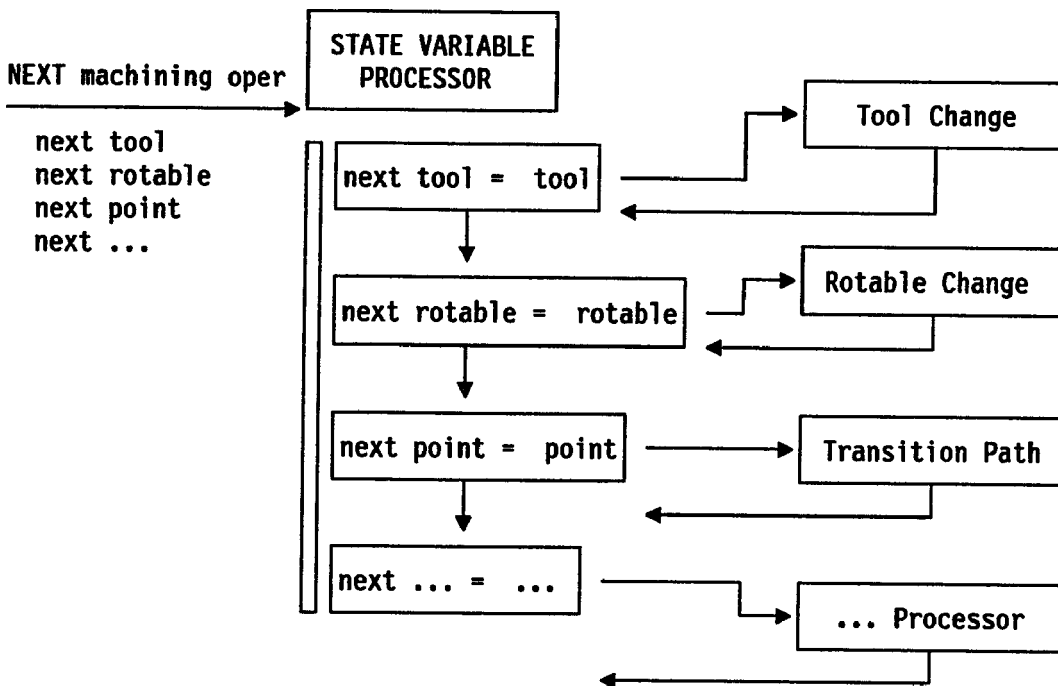 STATE VARIABLE
PROCESSOR
NEXT machining oper
next tool
next rotable
next point
next ...
next tool = tool
Tool Change
next rotable = rotable
Rotable Change
next point = point
Transition Path
next ... = ...
... Processor